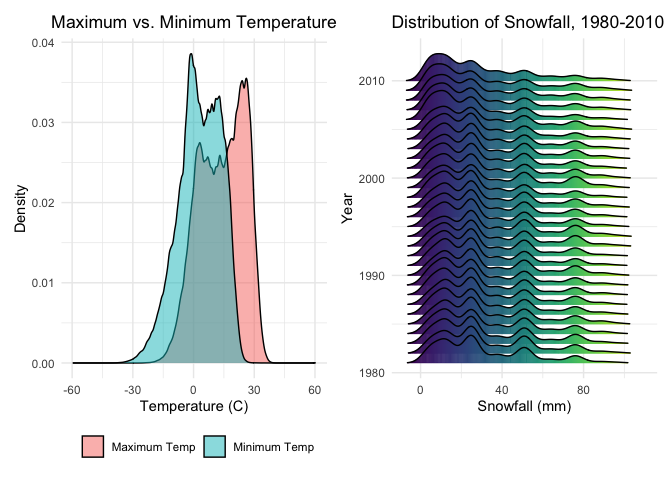 Maximum vs. Minimum Temperature
0.04
0.03
0.02
0.01
0.00
Density
-60 -30 0 30 60
Temperature (C)
Maximum Temp Minimum Temp
Distribution of Snowfall, 1980-2010
2010
2000
1990
1980
Year
0 40 80
Snowfall (mm)